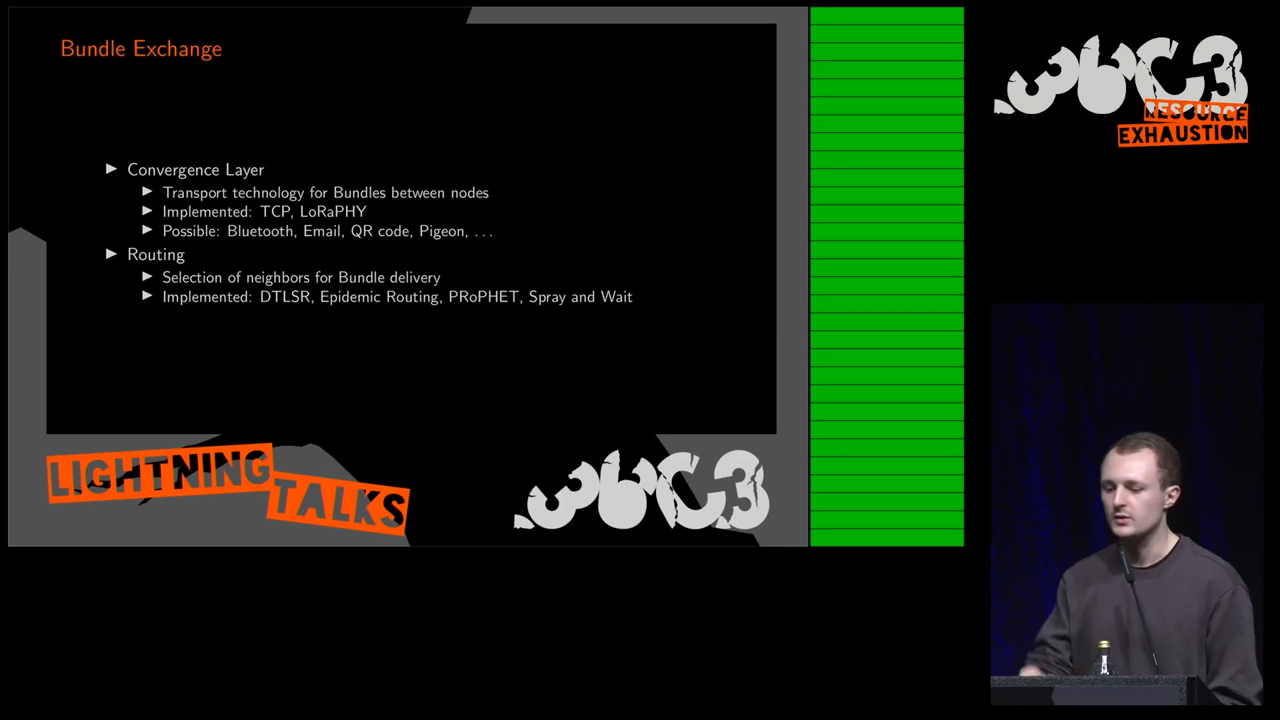 Bundle Exchange
► Convergence Layer
► Transport technology for Bundles between nodes
► Implemented: TCP, LoRaPHY
► Possible: Bluetooth, Email, QR code, Pigeon, ...
► Routing
► Selection of neighbors for Bundle delivery
► Implemented: DTLSR, Epidemic Routing, PRoPHET, Spray and Wait
LIGHTNING
TALKS
36C3
36C3
RESOURCE
EXHAUSTION